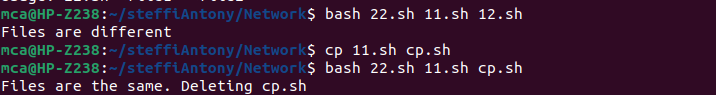 mca@HP-Z238:~/steffiAntony/Network$ bash 22.sh 11.sh 12.sh
Files are different
mca@HP-Z238:~/steffiAntony/Network$ cp 11.sh cp.sh
mca@HP-Z238:~/steffiAntony/Network$ bash 22.sh 11.sh cp.sh
Files are the same. Deleting cp.sh